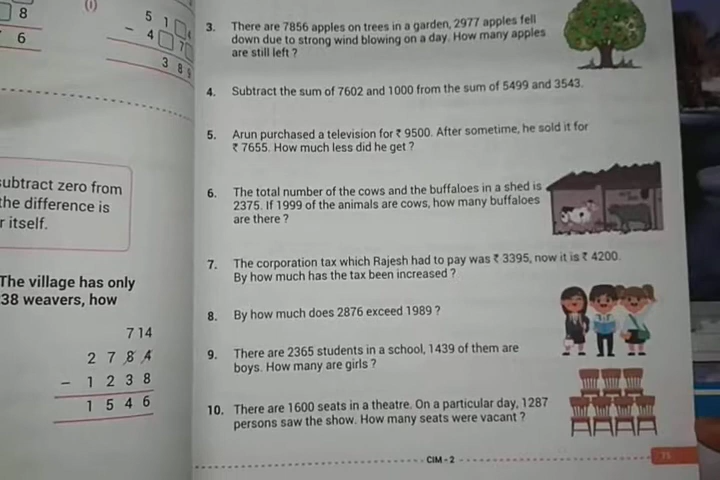 (i)
8
6
5 1
- 4 7
3 8 9
subtract zero from
the difference is
r itself.
The village has only
38 weavers, how
714
2 7 8 4
- 1 2 3 8
1 5 4 6
3. There are 7856 apples on trees in a garden, 2977 apples fell
down due to strong wind blowing on a day. How many apples
are still left ?
4. Subtract the sum of 7602 and 1000 from the sum of 5499 and 3543.
5. Arun purchased a television for ₹ 9500. After sometime, he sold it for
₹ 7655. How much less did he get ?
6. The total number of the cows and the buffaloes in a shed is
2375. If 1999 of the animals are cows, how many buffaloes
are there ?
7. The corporation tax which Rajesh had to pay was ₹ 3395, now it is ₹ 4200.
By how much has the tax been increased ?
8. By how much does 2876 exceed 1989 ?
9. There are 2365 students in a school, 1439 of them are
boys. How many are girls ?
10. There are 1600 seats in a theatre. On a particular day, 1287
persons saw the show. How many seats were vacant ?
CIM - 2